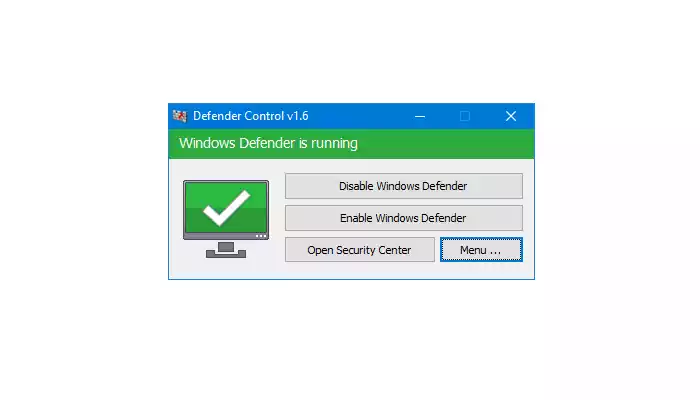 Defender Control v1.6
Windows Defender is running
Disable Windows Defender
Enable Windows Defender
Open Security Center
Menu ...